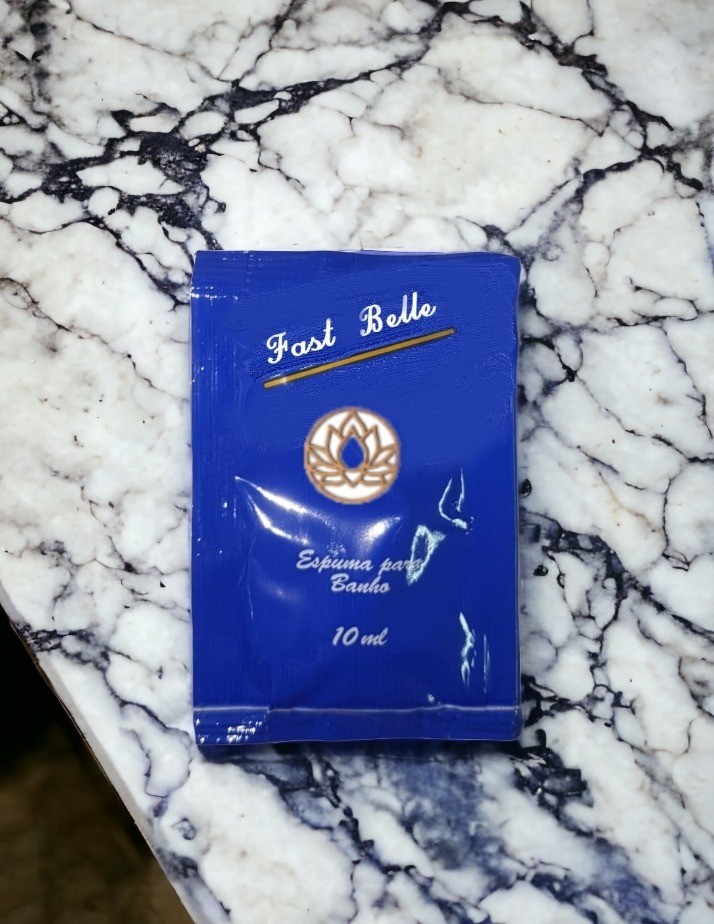 Fast Belle
Espuma para
Banho
10 ml